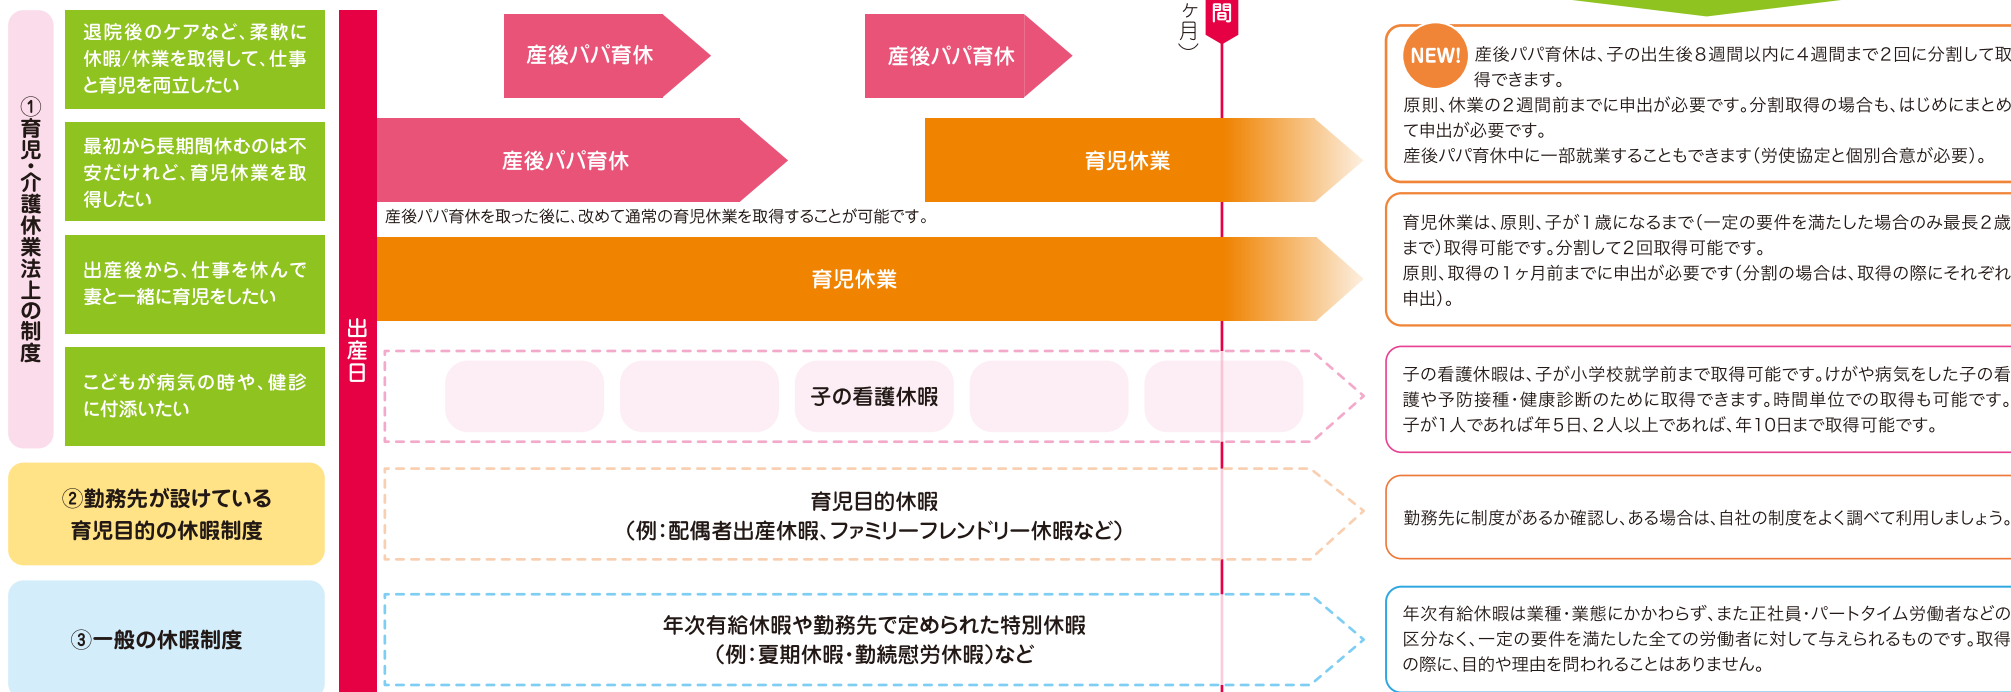 ヶ月）
間
①育児・介護休業法上の制度
退院後のケアなど、柔軟に
休暇/休業を取得して、仕事
と育児を両立したい
最初から長期間休むのは不
安だけれど、育児休業を取
得したい
出産後から、仕事を休んで
妻と一緒に育児をしたい
こどもが病気の時や、健診
に付添いたい
②勤務先が設けている
育児目的の休暇制度
③一般の休暇制度
出産日
産後パパ育休
産後パパ育休
産後パパ育休
育児休業
産後パパ育休を取った後に、改めて通常の育児休業を取得することが可能です。
育児休業
子の看護休暇
育児目的休暇
（例：配偶者出産休暇、ファミリーフレンドリー休暇など）
年次有給休暇や勤務先で定められた特別休暇
（例：夏期休暇・勤続慰労休暇）など
NEW!
産後パパ育休は、子の出生後8週間以内に4週間まで2回に分割して取
得できます。
原則、休業の2週間前までに申出が必要です。分割取得の場合も、はじめにまとめ
て申出が必要です。
産後パパ育休中に一部就業することもできます（労使協定と個別合意が必要）。
育児休業は、原則、子が1歳になるまで（一定の要件を満たした場合のみ最長2歳
まで）取得可能です。分割して2回取得可能です。
原則、取得の1ヶ月前までに申出が必要です（分割の場合は、取得の際にそれぞれ
申出）。
子の看護休暇は、子が小学校就学前まで取得可能です。けがや病気をした子の看
護や予防接種・健康診断のために取得できます。時間単位での取得も可能です。
子が1人であれば年5日、2人以上であれば、年10日まで取得可能です。
勤務先に制度があるか確認し、ある場合は、自社の制度をよく調べて利用しましょう。
年次有給休暇は業種・業態にかかわらず、また正社員・パートタイム労働者などの
区分なく、一定の要件を満たした全ての労働者に対して与えられるものです。取得
の際に、目的や理由を問われることはありません。